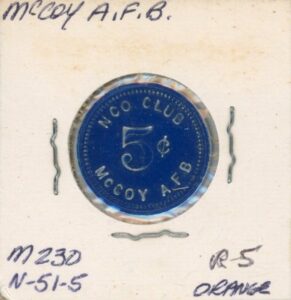 McCOY A.F.B.
NCO CLUB
5¢
McCOY A.F.B
M230
N-51-5
R-5
ORANGE